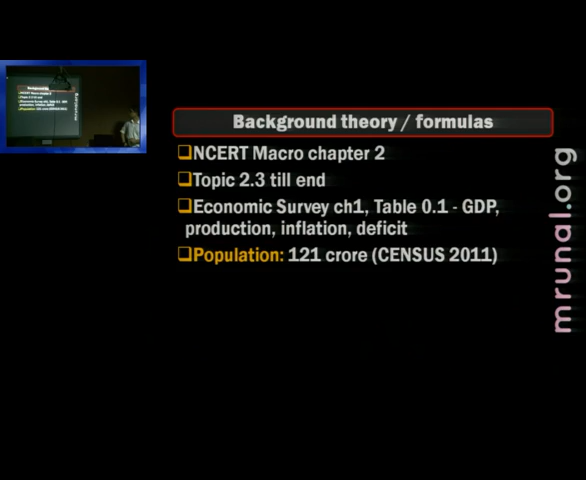 Background theory / formulas
❑NCERT Macro chapter 2
❑Topic 2.3 till end
❑Economic Survey ch1, Table 0.1 - GDP,
production, inflation, deficit
❑Population: 121 crore (CENSUS 2011)
mrunal.org